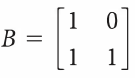 B = [1 0
1 1]